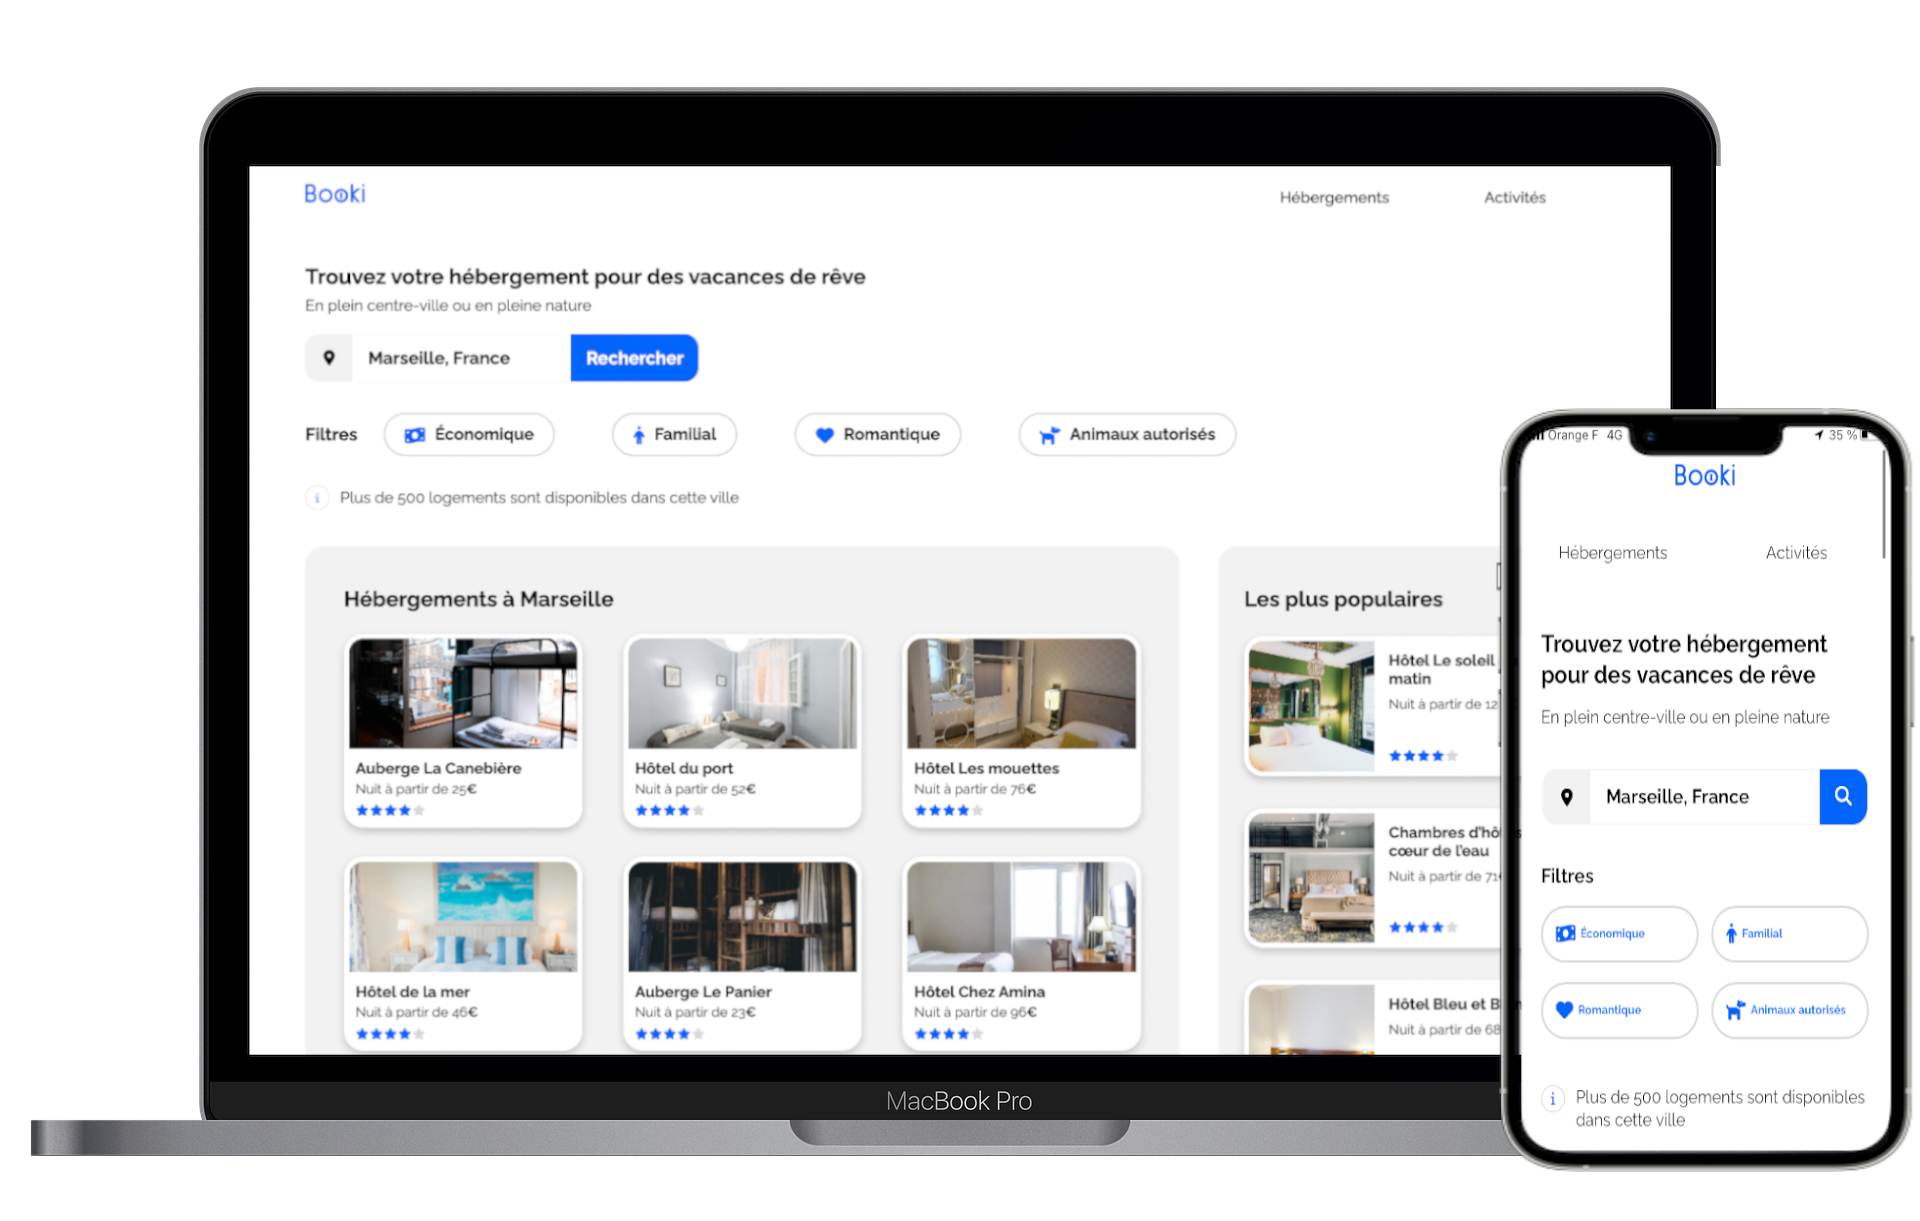 Booki
Hébergements
Activités
Trouvez votre hébergement pour des vacances de rêve
En plein centre-ville ou en pleine nature
Marseille, France
Rechercher
Filtres
Économique
Familial
Romantique
Animaux autorisés
i
Plus de 500 logements sont disponibles dans cette ville
Hébergements à Marseille
Auberge La Canebière
Nuit à partir de 25€
Hôtel du port
Nuit à partir de 52€
Hôtel Les mouettes
Nuit à partir de 76€
Hôtel de la mer
Nuit à partir de 46€
Auberge Le Panier
Nuit à partir de 23€
Hôtel Chez Amina
Nuit à partir de 96€
Les plus populaires
Hôtel Le soleil
matin
Nuit à partir de 12
Chambres d'hô
cœur de l'eau
Nuit à partir de 71
Hôtel Bleu et B
Nuit à partir de 68
MacBook Pro
Orange F 4G
35 %
Booki
Hébergements
Activités
Trouvez votre hébergement
pour des vacances de rêve
En plein centre-ville ou en pleine nature
Marseille, France
Filtres
Économique
Familial
Romantique
Animaux autorisés
i
Plus de 500 logements sont disponibles
dans cette ville